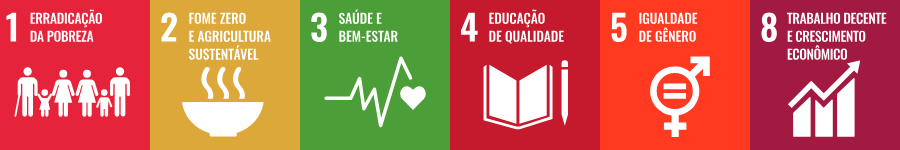 1 ERRADICAÇÃO
DA POBREZA
2 FOME ZERO
E AGRICULTURA
SUSTENTÁVEL
3 SAÚDE E
BEM-ESTAR
4 EDUCAÇÃO
DE QUALIDADE
5 IGUALDADE
DE GÊNERO
8 TRABALHO DECENTE
E CRESCIMENTO
ECONÔMICO